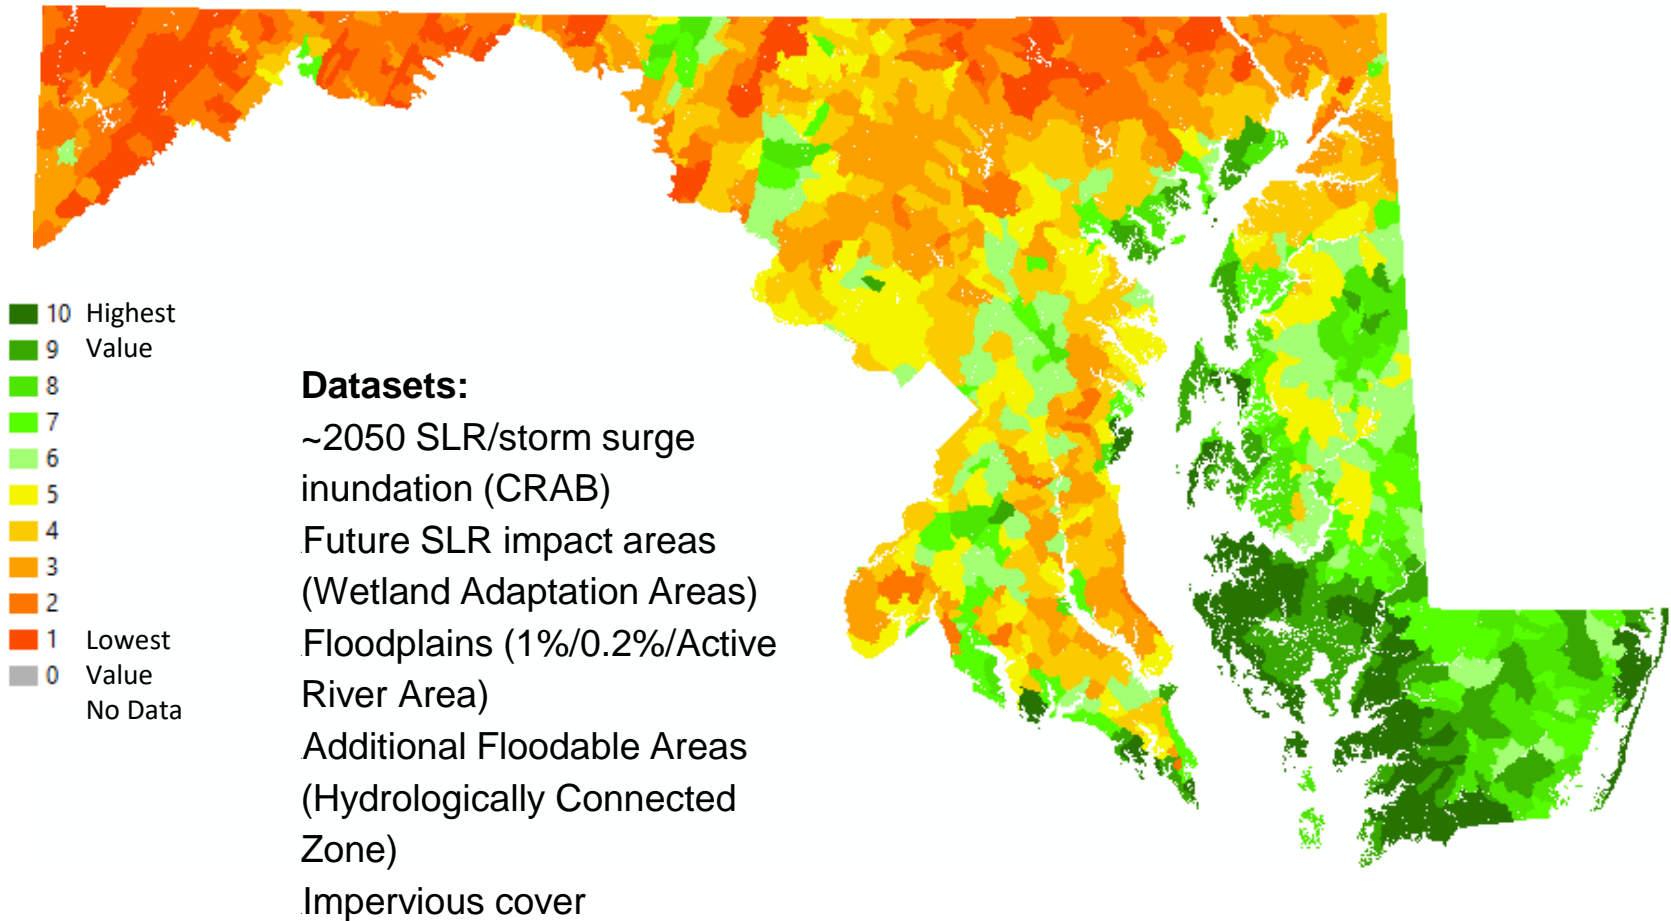 10 Highest
9 Value
8
7
6
5
4
3
2
1 Lowest
0 Value
No Data
Datasets:
~2050 SLR/storm surge
inundation (CRAB)
Future SLR impact areas
(Wetland Adaptation Areas)
Floodplains (1%/0.2%/Active
River Area)
Additional Floodable Areas
(Hydrologically Connected
Zone)
Impervious cover